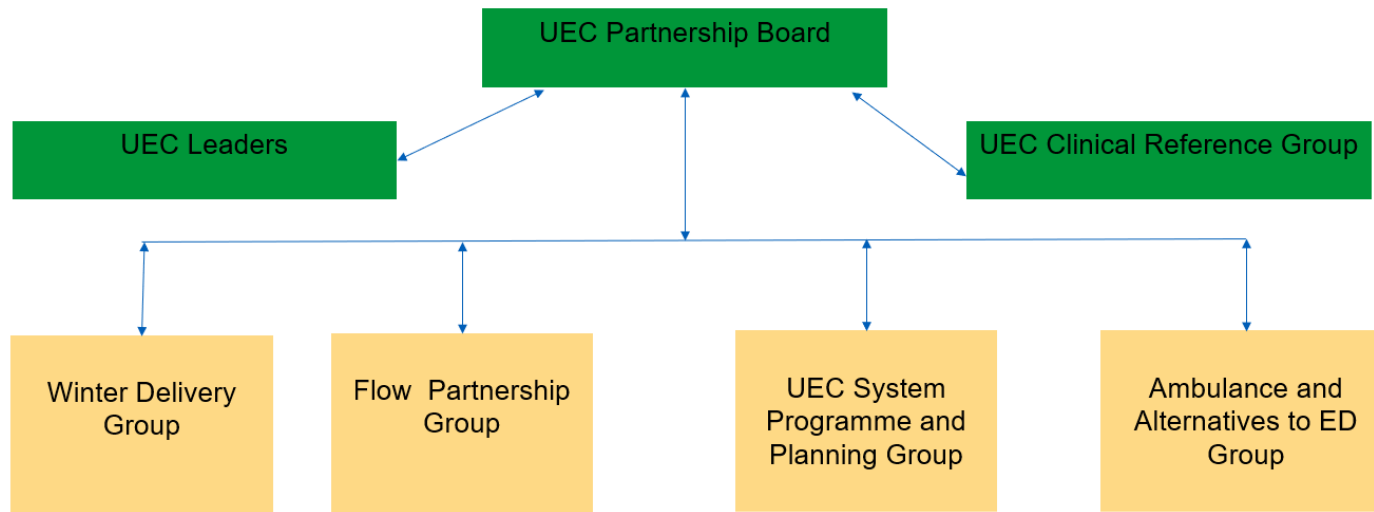 UEC Partnership Board
UEC Leaders
UEC Clinical Reference Group
Winter Delivery
Group
Flow  Partnership
Group
UEC System
Programme and
Planning Group
Ambulance and
Alternatives to ED
Group